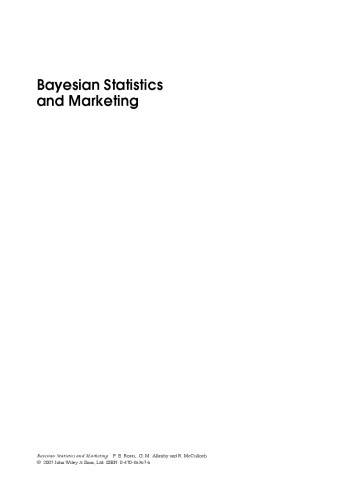 Bayesian Statistics
and Marketing
Bayesian Statistics and Marketing P. E. Rossi, G. M. Allenby and R. McCulloch
© 2005 John Wiley & Sons, Ltd. ISBN: 0-470-86367-6